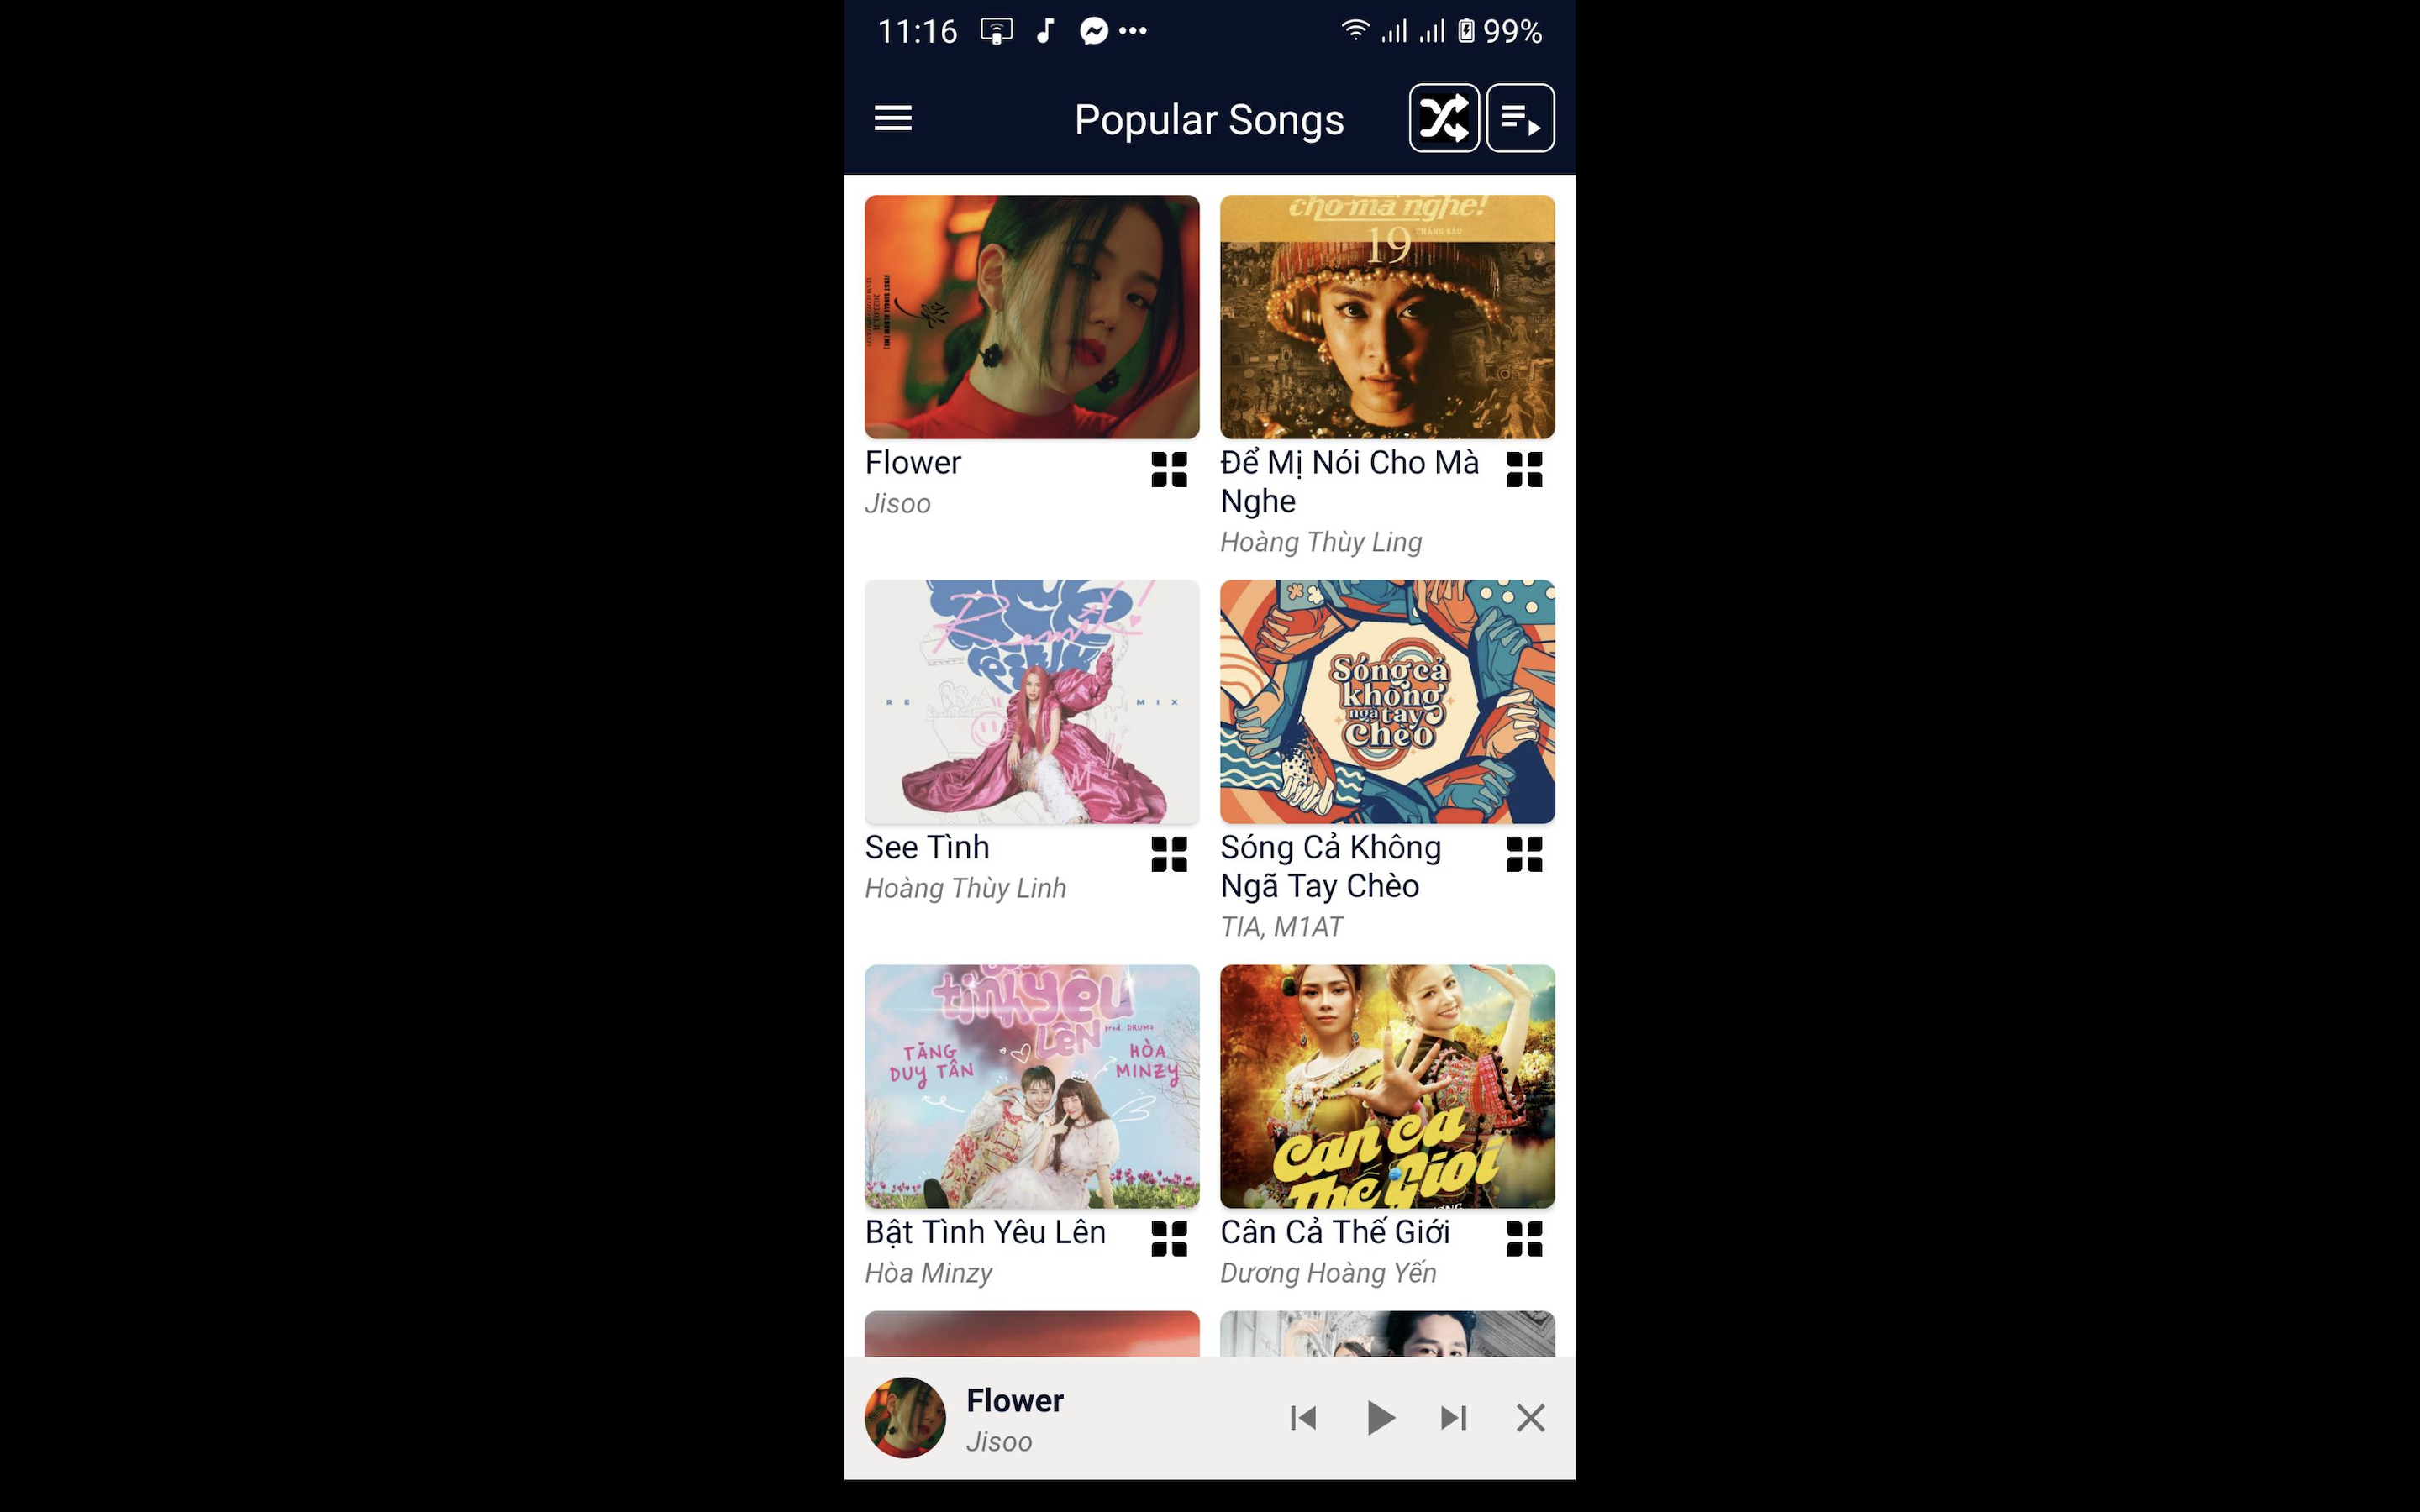 11:16
99%
Popular Songs
cho mà nghe!
19 THÁNG SÁU
Flower
Jisoo
Để Mị Nói Cho Mà
Nghe
Hoàng Thùy Ling
Remix!
RE MIX
Sóng cả
không
ngã tay
chèo
See Tình
Hoàng Thùy Linh
Sóng Cả Không
Ngã Tay Chèo
TIA, M1AT
tình yêu
LÊN
prod. DRUM7
TĂNG
DUY TÂN
HÒA
MINZY
Cân cả
Thế Giới
Bật Tình Yêu Lên
Hòa Minzy
Cân Cả Thế Giới
Dương Hoàng Yến
Flower
Jisoo